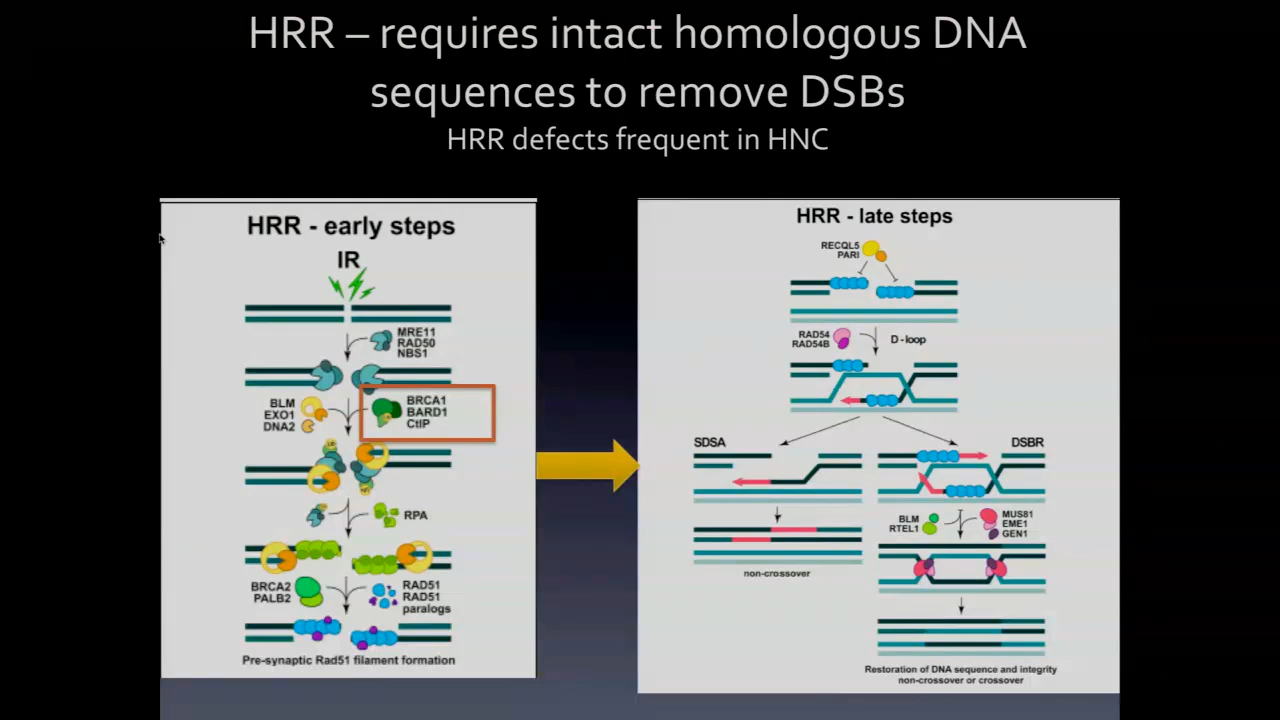 HRR – requires intact homologous DNA
sequences to remove DSBs
HRR defects frequent in HNC
HRR - early steps
IR
MRE11
RAD50
NBS1
BLM
EXO1
DNA2
BRCA1
BARD1
CtIP
RPA
BRCA2
PALB2
RAD51
RAD51
paralogs
Pre-synaptic Rad51 filament formation
HRR - late steps
RECQL5
PARI
RAD54
RAD54B
D - loop
SDSA
DSBR
non-crossover
BLM
RTEL1
MUS81
EME1
GEN1
Restoration of DNA sequence and integrity
non-crossover or crossover